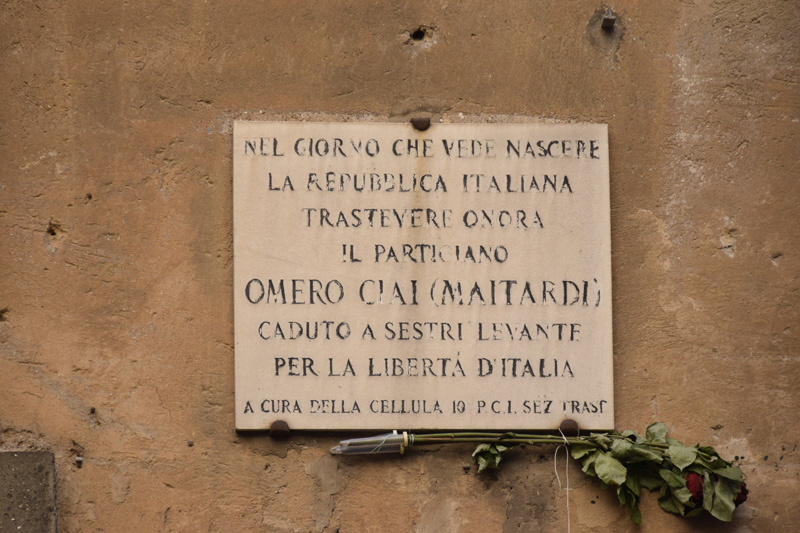 NEL GIORNO CHE VEDE NASCERE
LA REPUBBLICA ITALIANA
TRASTEVERE ONORA
IL PARTIGIANO
OMERO CIAI (MAITARDI)
CADUTO A SESTRI LEVANTE
PER LA LIBERTÁ D'ITALIA
A CURA DELLA CELLULA 10 P.C.I. SEZ TRAST